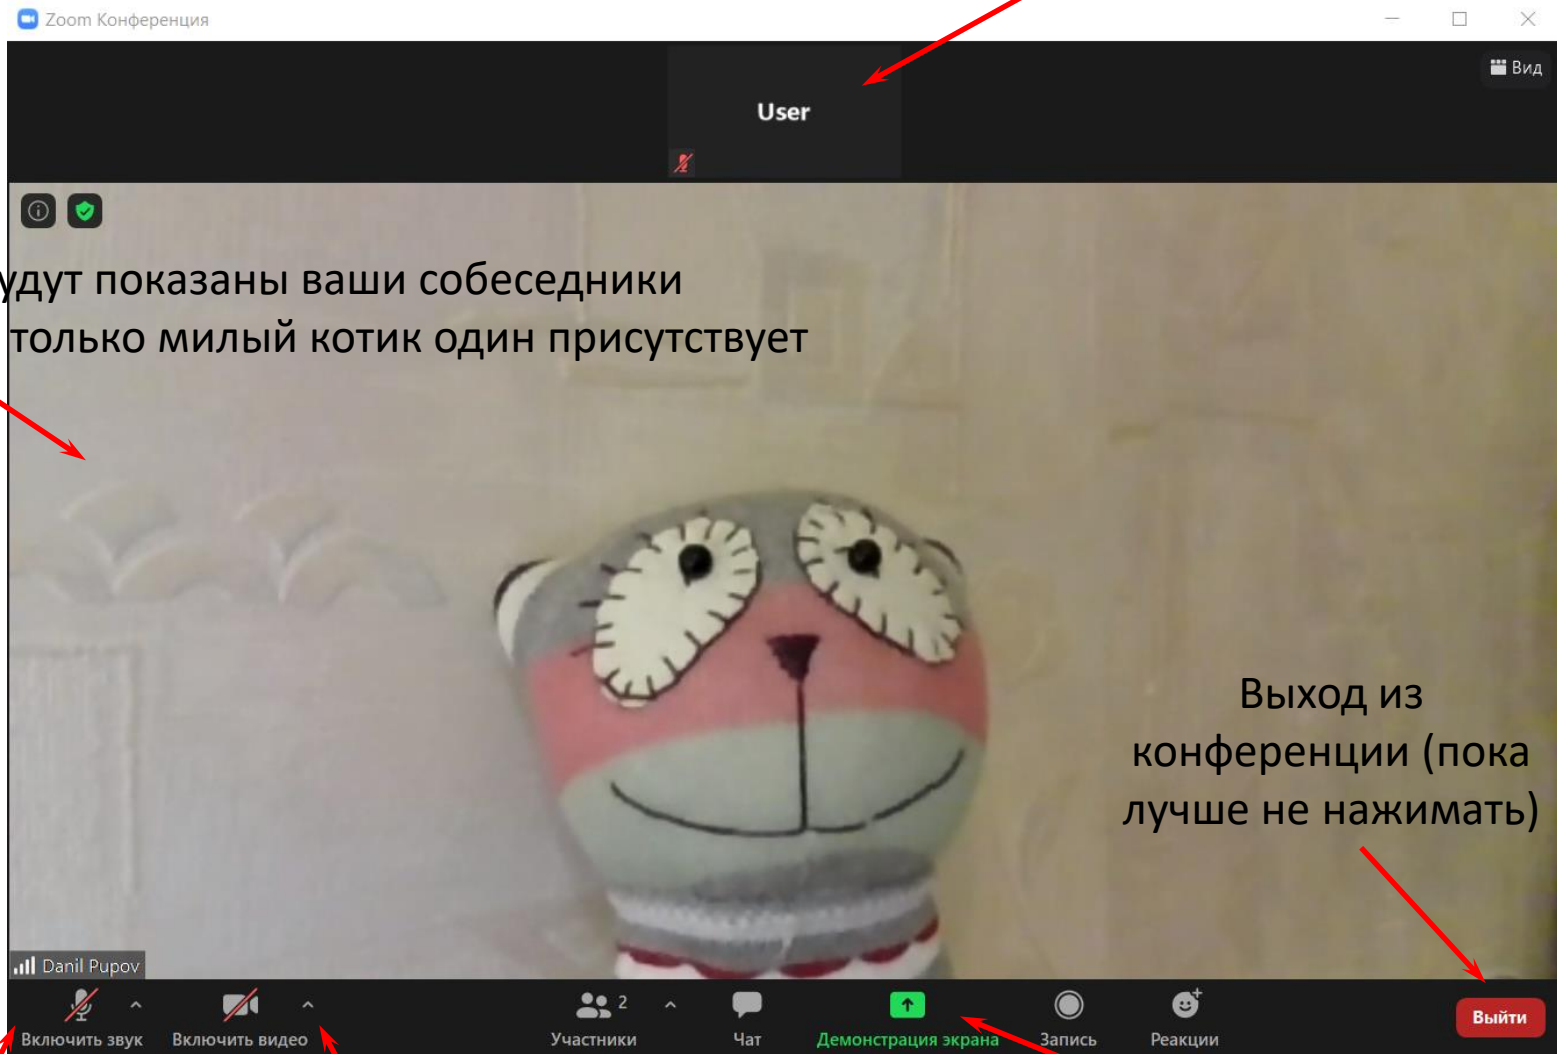 Zoom Конференция
Вид
User
удут показаны ваши собеседники
только милый котик один присутствует
Выход из
конференции (пока
лучше не нажимать)
Danil Pupov
2
Включить звук
Включить видео
Участники
Чат
Демонстрация экрана
Запись
Реакции
Выйти